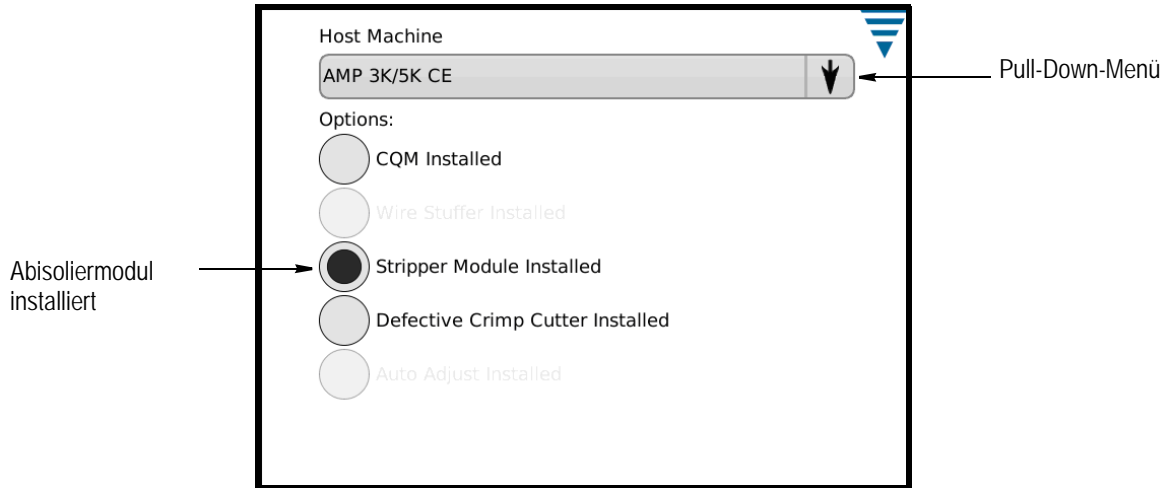 Host Machine
AMP 3K/5K CE
Pull-Down-Menü
Options:
CQM Installed
Wire Stuffer Installed
Abisoliermodul
installiert
Stripper Module Installed
Defective Crimp Cutter Installed
Auto Adjust Installed